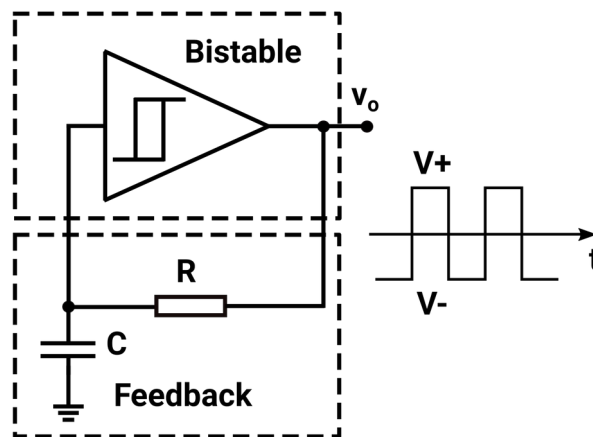 Bistable
vo
V+
t
V-
R
C
Feedback